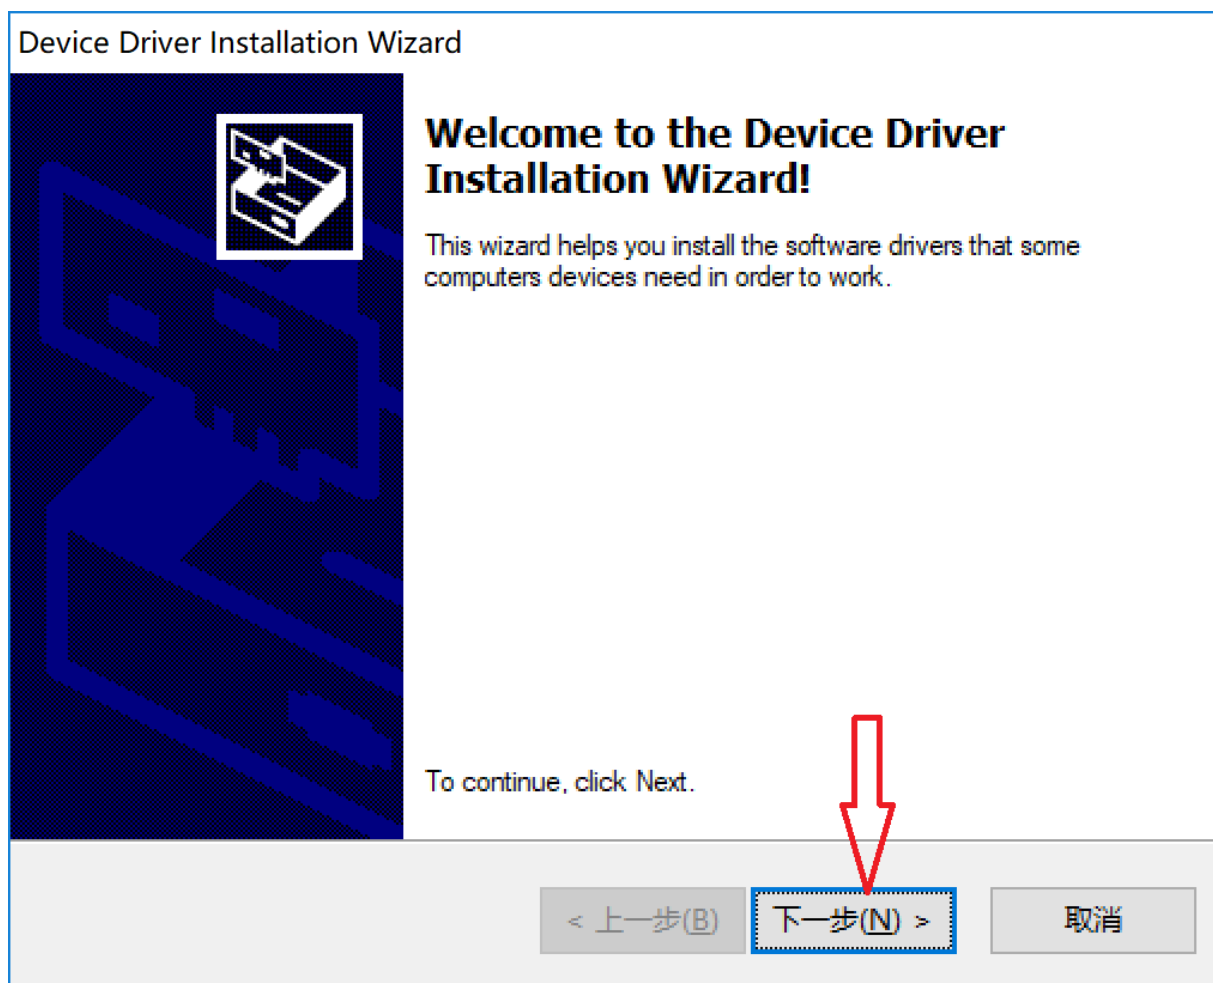 Device Driver Installation Wizard
Welcome to the Device Driver
Installation Wizard!
This wizard helps you install the software drivers that some
computers devices need in order to work.
To continue, click Next.
< 上一步(B)
下一步(N) >
取消